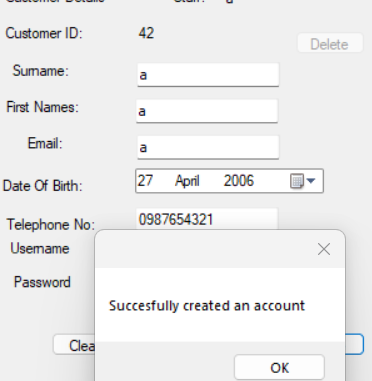 Customer Details Staff: a
Customer ID: 42
Delete
Surname: a
First Names: a
Email: a
Date Of Birth: 27 April 2006
Telephone No: 0987654321
Username
Password
Succesfully created an account
Clea
OK